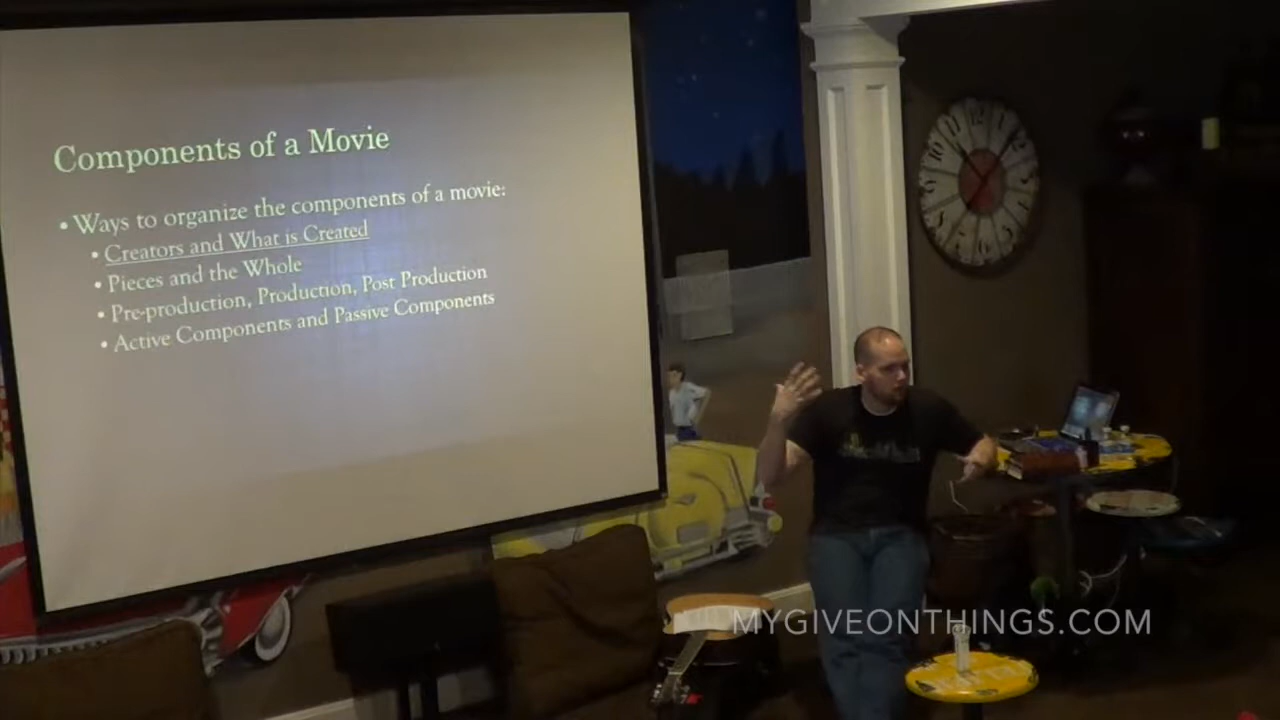 Components of a Movie
• Ways to organize the components of a movie:
• Creators and What is Created
• Pieces and the Whole
• Pre-production, Production, Post Production
• Active Components and Passive Components
MYGIVEONTHINGS.COM